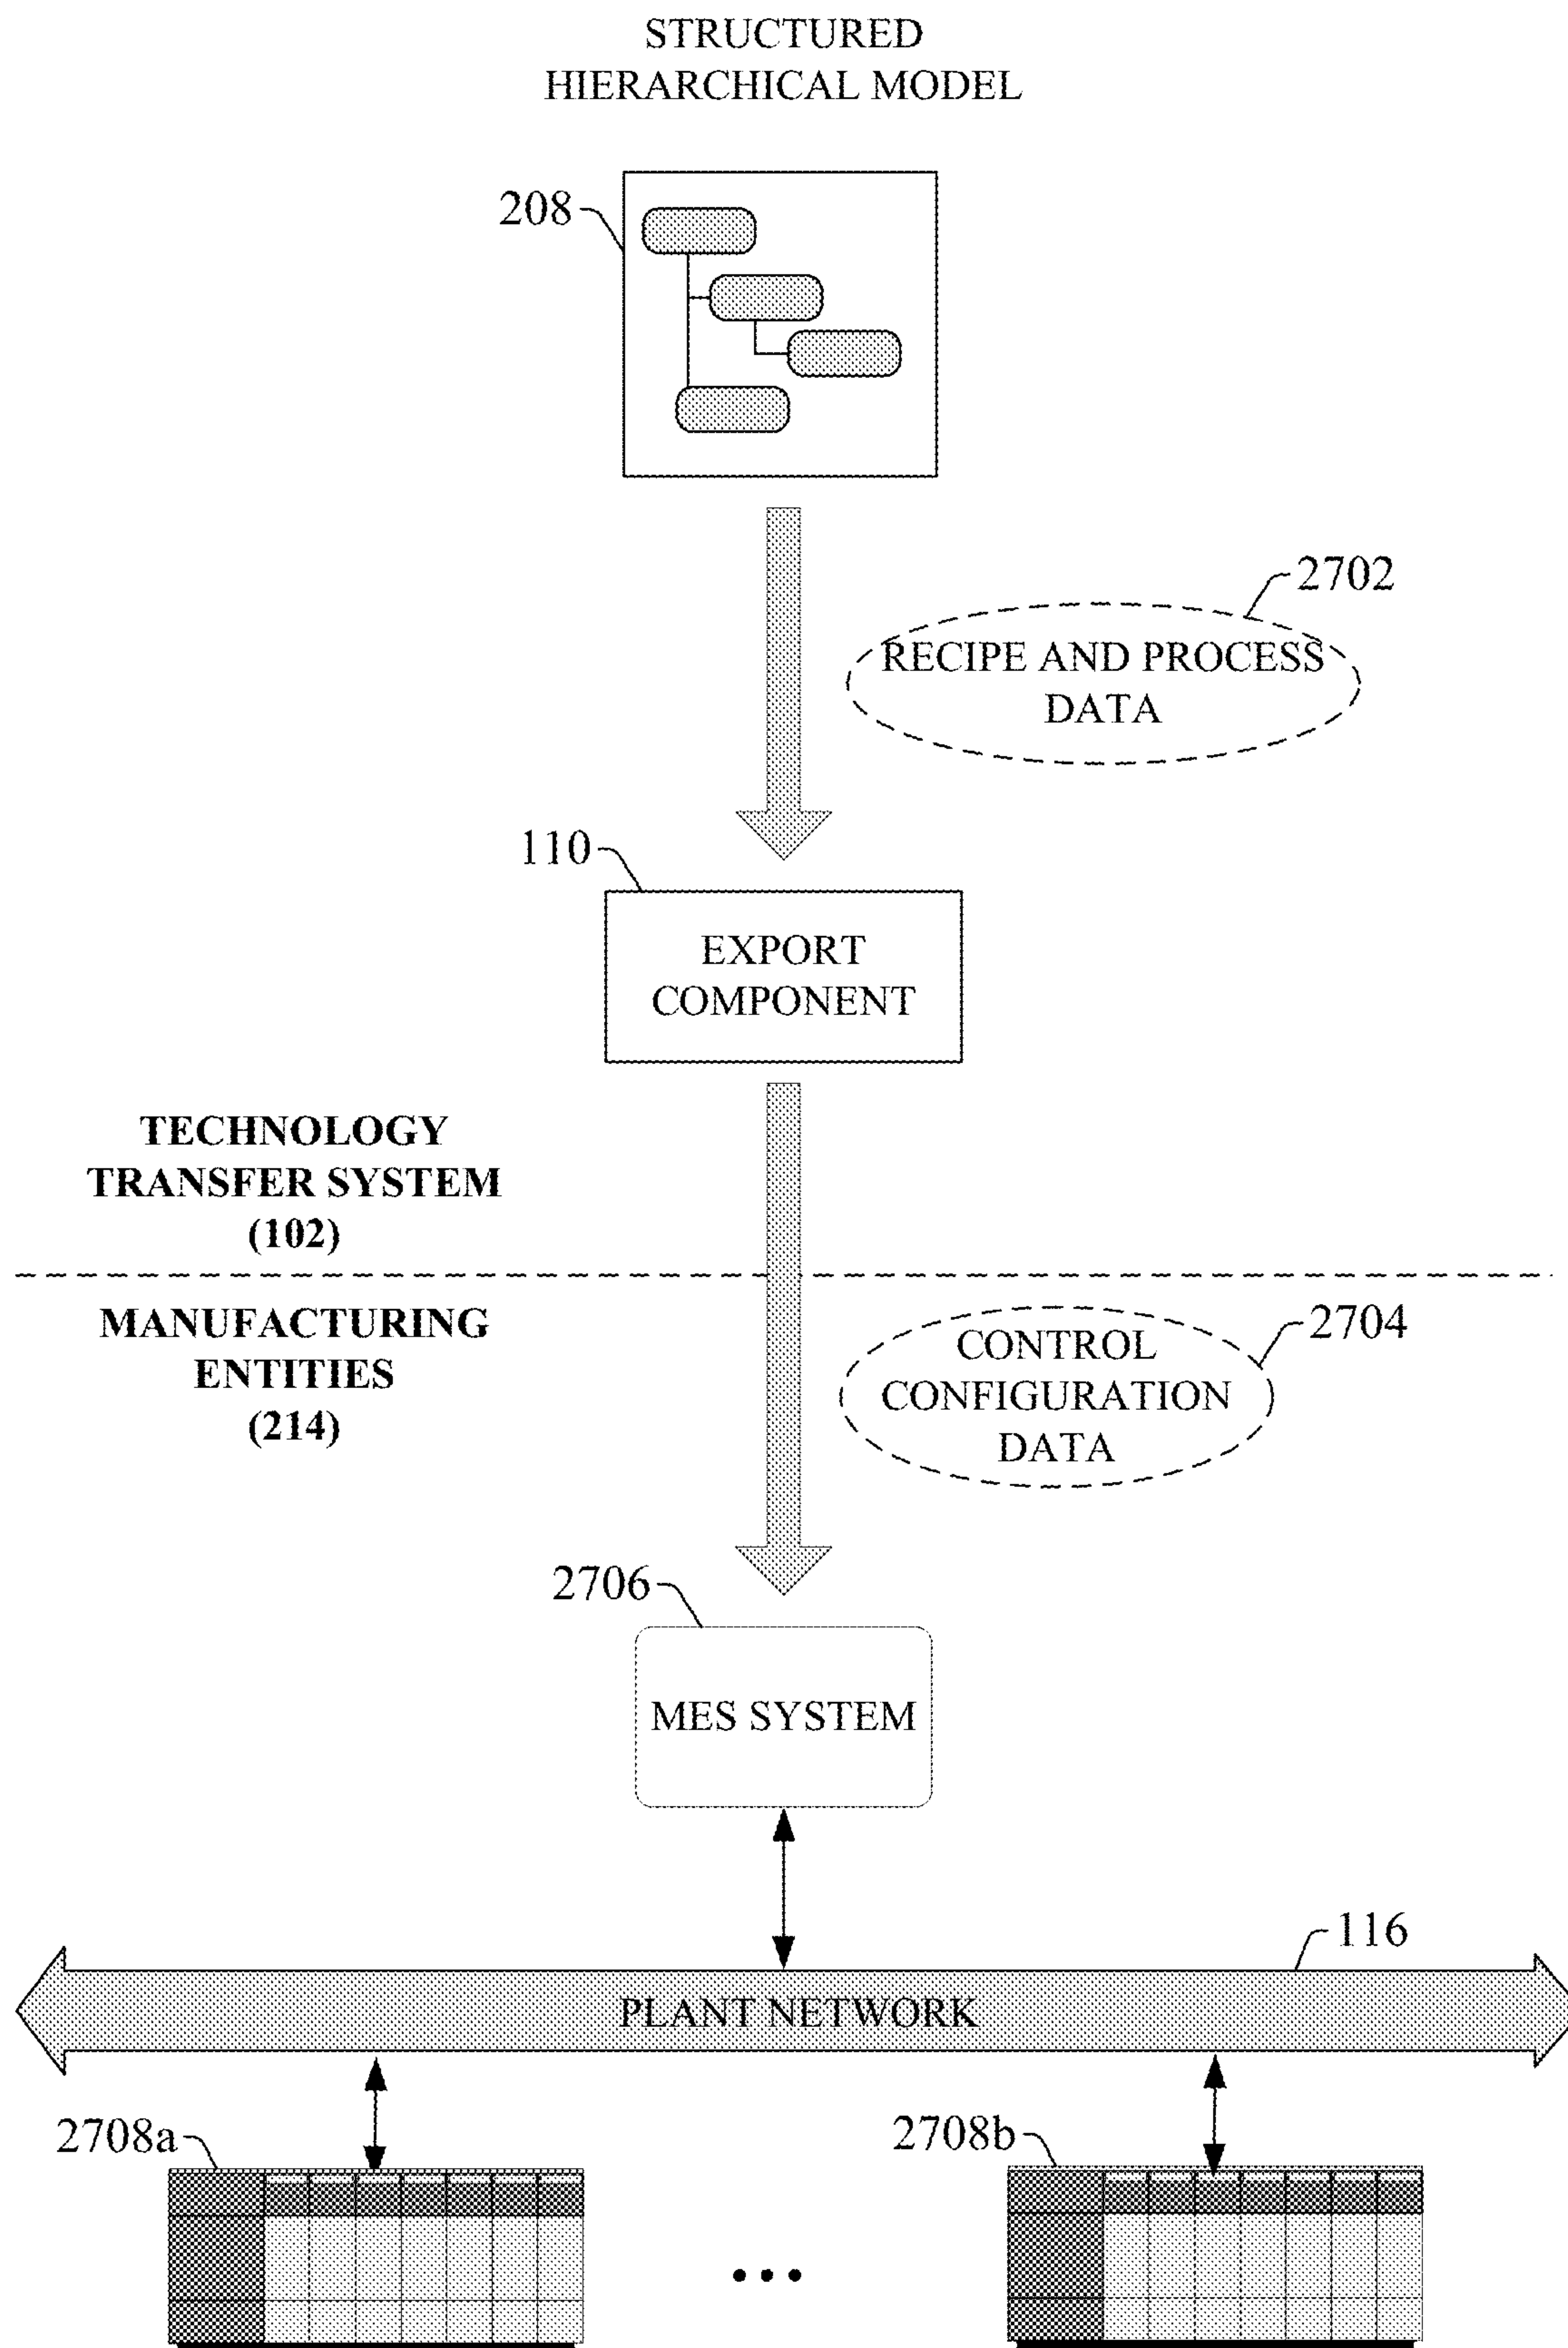 STRUCTURED
HIERARCHICAL MODEL
208
2702
RECIPE AND PROCESS
DATA
110
EXPORT
COMPONENT
TECHNOLOGY
TRANSFER SYSTEM
(102)
MANUFACTURING
ENTITIES
(214)
2704
CONTROL
CONFIGURATION
DATA
2706
MES SYSTEM
116
PLANT NETWORK
2708a
2708b